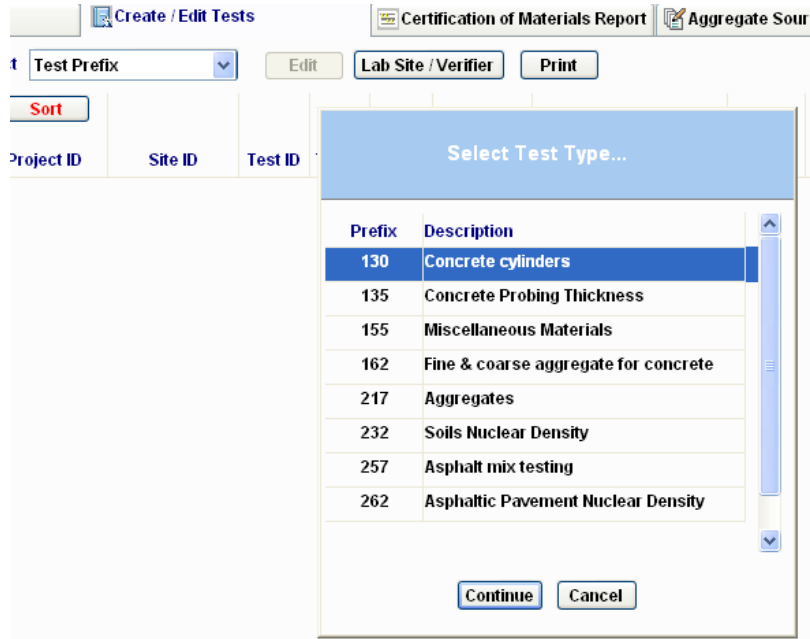 Create / Edit Tests
Certification of Materials Report
Aggregate Sour
t Test Prefix
Edit
Lab Site / Verifier
Print
Sort
Project ID Site ID Test ID
Select Test Type...
Prefix Description
130 Concrete cylinders
135 Concrete Probing Thickness
155 Miscellaneous Materials
162 Fine & coarse aggregate for concrete
217 Aggregates
232 Soils Nuclear Density
257 Asphalt mix testing
262 Asphaltic Pavement Nuclear Density
Continue Cancel